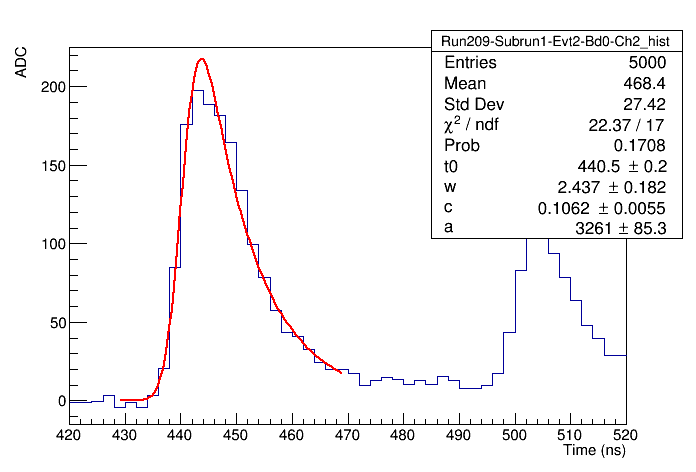 Run209-Subrun1-Evt2-Bd0-Ch2_hist
Entries 5000
Mean 468.4
Std Dev 27.42
χ² / ndf 22.37 / 17
Prob 0.1708
t0 440.5 ± 0.2
w 2.437 ± 0.182
c 0.1062 ± 0.0055
a 3261 ± 85.3
ADC
200
150
100
50
0
420 430 440 450 460 470 480 490 500 510 520
Time (ns)